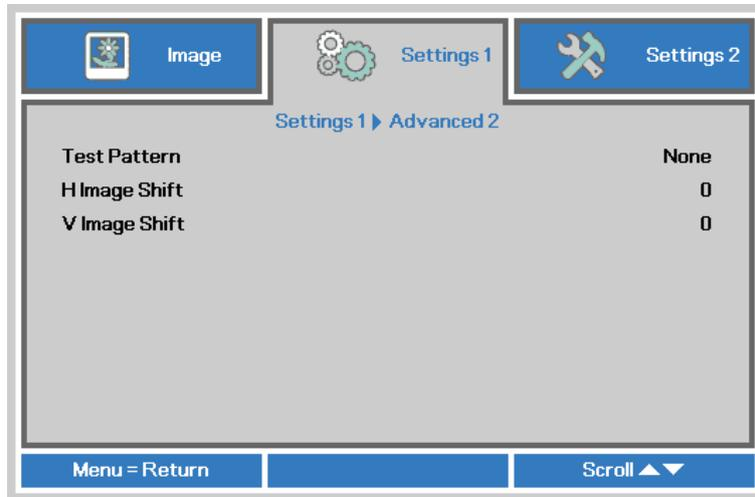 Image
Settings 1
Settings 2
Settings 1 ▶ Advanced 2
Test Pattern None
H Image Shift 0
V Image Shift 0
Menu = Return
Scroll ▲▼